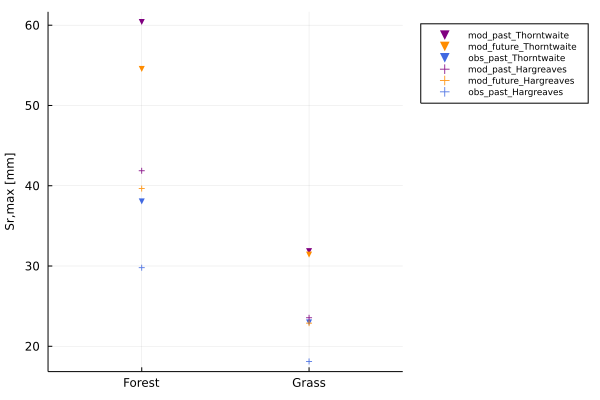 60
50
40
30
20
Sr,max [mm]
Forest
Grass
mod_past_Thorntwaite
mod_future_Thorntwaite
obs_past_Thorntwaite
mod_past_Hargreaves
mod_future_Hargreaves
obs_past_Hargreaves